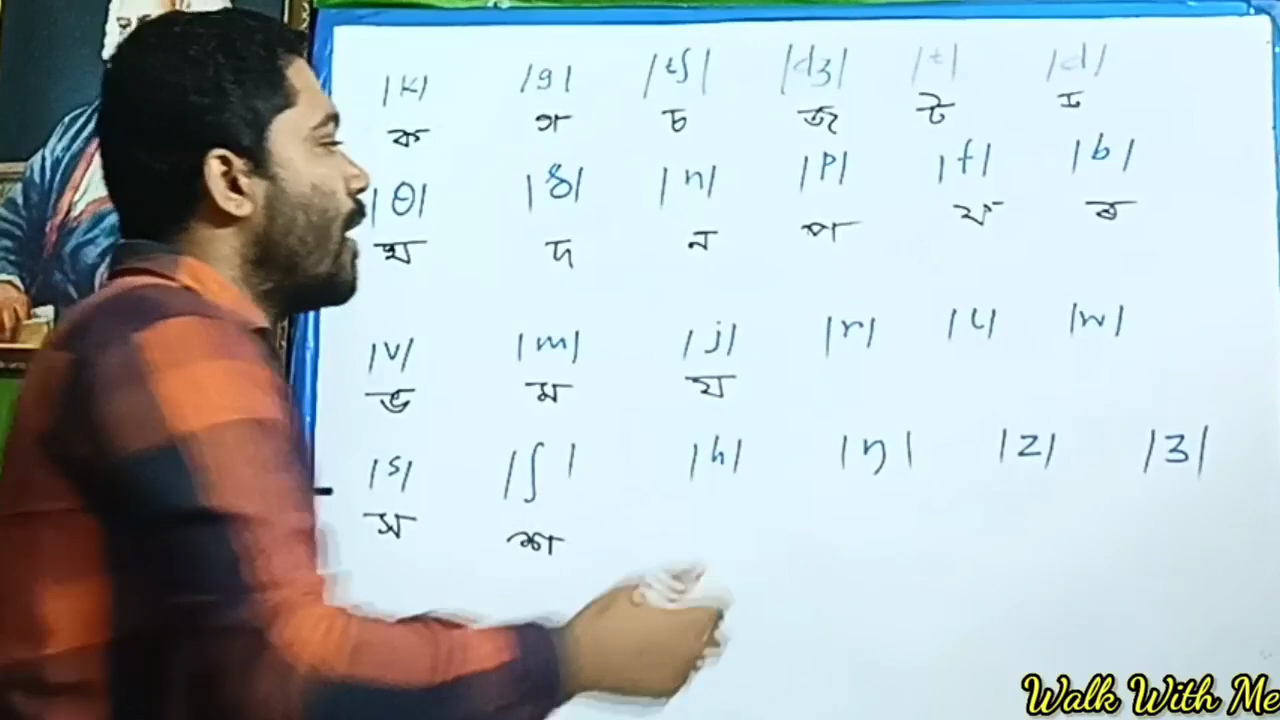 /k/ /g/ /tʃ/ /dʒ/ /t/ /d/
ক গ চ জ ট ড
/θ/ /ð/ /n/ /p/ /f/ /b/
থ দ ন প ফ ব
/v/ /m/ /j/ /r/ /l/ /w/
ভ ম য
/s/ /ʃ/ /h/ /ŋ/ /z/ /ʒ/
স শ
Walk With Me